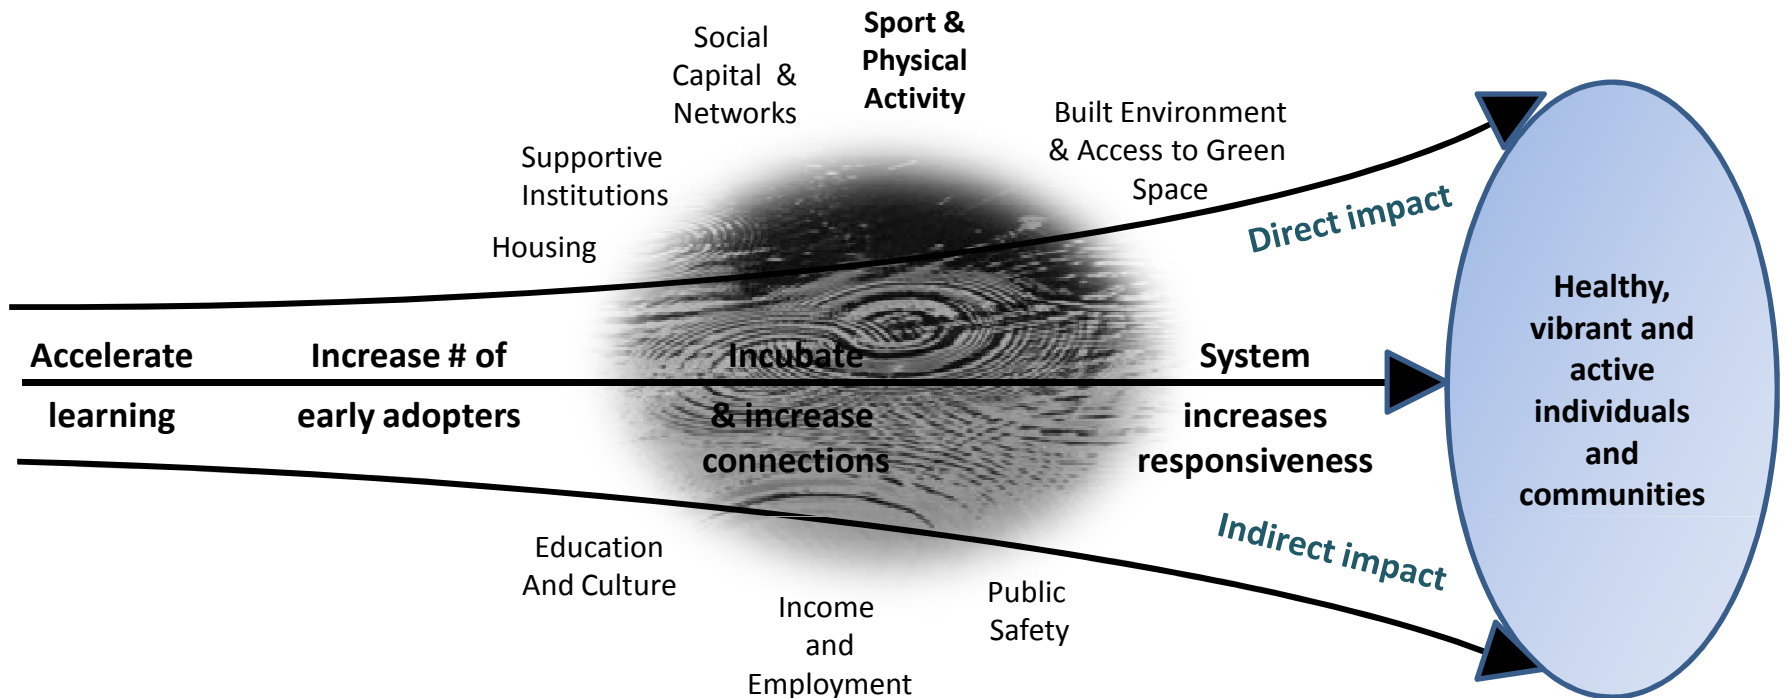 Sport &
Physical
Activity
Social
Capital &
Networks
Built Environment
& Access to Green
Space
Supportive
Institutions
Housing
Direct impact
Accelerate
learning
Increase # of
early adopters
Incubate
& increase
connections
System
increases
responsiveness
Healthy,
vibrant and
active
individuals
and
communities
Indirect impact
Education
And Culture
Income
and
Employment
Public
Safety